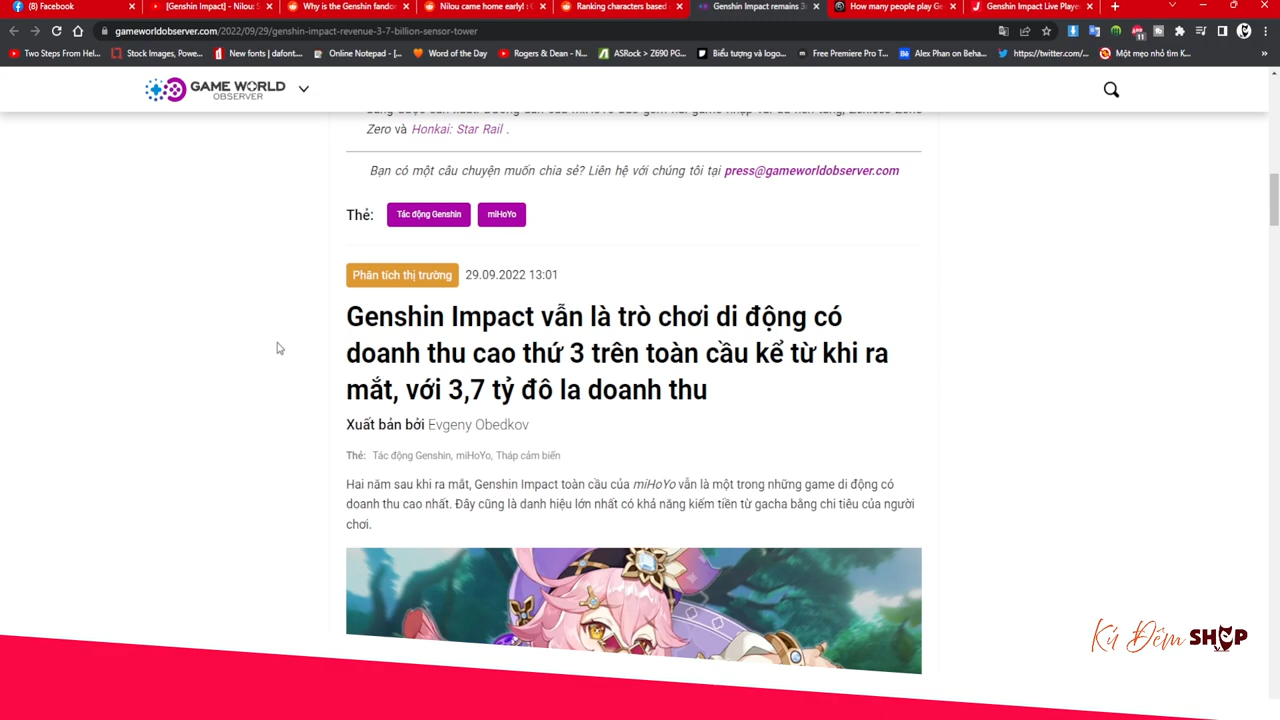 (8) Facebook
[Genshin Impact] - Nilou: S
Why is the Genshin fandom
Nilou came home early! :
Ranking characters based
Genshin Impact remains 3
How many people play Ge
Genshin Impact Live Player
gameworldobserver.com/2022/09/29/genshin-impact-revenue-3-7-billion-sensor-tower
Two Steps From Hel...
Stock Images, Powe...
New fonts | dafont....
Online Notepad - [...
Word of the Day
Rogers & Dean - N...
ASRock > Z690 PG...
Biểu tượng và logo...
Free Premiere Pro T...
Alex Phan on Beha...
https://twitter.com/...
Một mẹo nhỏ tìm K...
GAME WORLD
OBSERVER
Zero và Honkai: Star Rail .
Bạn có một câu chuyện muốn chia sẻ? Liên hệ với chúng tôi tại press@gameworldobserver.com
Thẻ: Tác động Genshin miHoYo
Phân tích thị trường 29.09.2022 13:01
Genshin Impact vẫn là trò chơi di động có
doanh thu cao thứ 3 trên toàn cầu kể từ khi ra
mắt, với 3,7 tỷ đô la doanh thu
Xuất bản bởi Evgeny Obedkov
Thẻ: Tác động Genshin, miHoYo, Tháp cảm biến
Hai năm sau khi ra mắt, Genshin Impact toàn cầu của miHoYo vẫn là một trong những game di động có
doanh thu cao nhất. Đây cũng là danh hiệu lớn nhất có khả năng kiếm tiền từ gacha bằng chi tiêu của người
chơi.
Kú Đêm SHOP